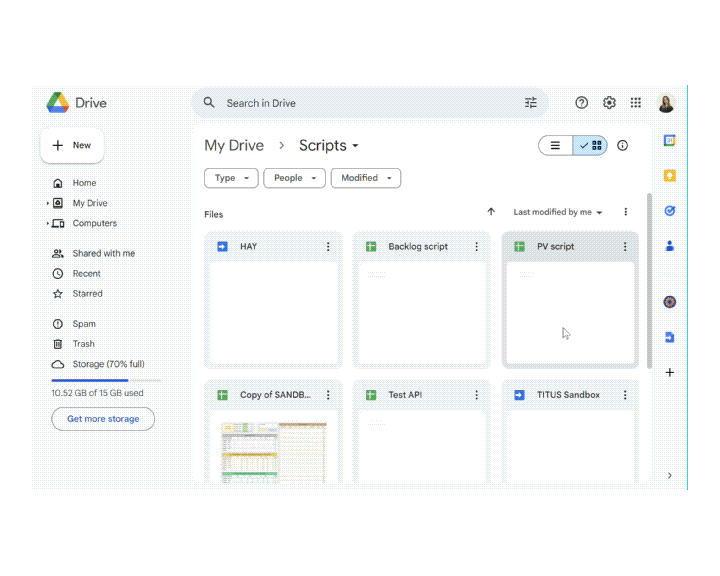 Drive
Search in Drive
New
My Drive > Scripts
Type
People
Modified
Home
My Drive
Computers
Files
Last modified by me
Shared with me
Recent
Starred
HAY
Backlog script
PV script
Spam
Trash
Storage (70% full)
10.52 GB of 15 GB used
Get more storage
Copy of SANDB...
Test API
TITUS Sandbox